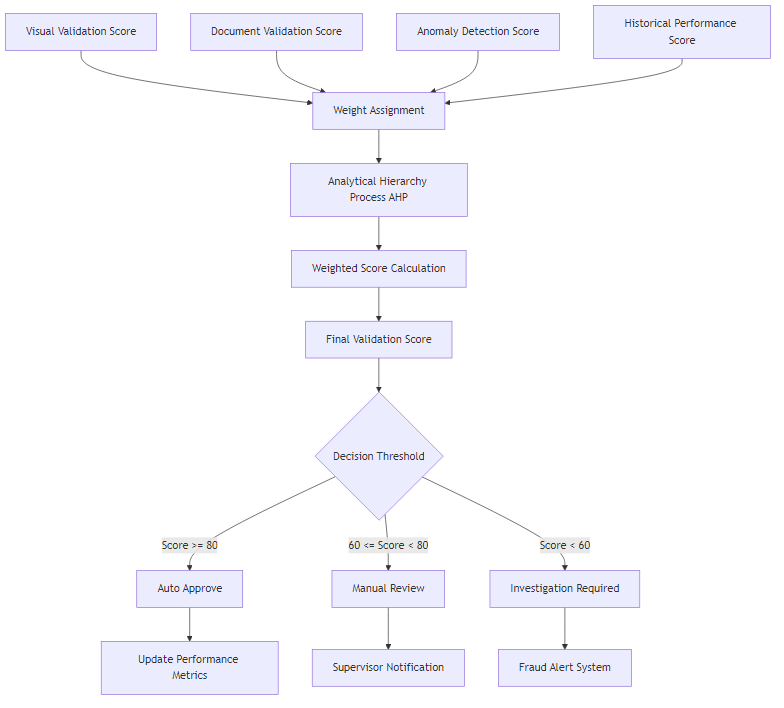 Visual Validation Score
Document Validation Score
Anomaly Detection Score
Historical Performance
Score
Weight Assignment
Analytical Hierarchy
Process AHP
Weighted Score Calculation
Final Validation Score
Decision Threshold
Score >= 80
60 <= Score < 80
Score < 60
Auto Approve
Manual Review
Investigation Required
Update Performance
Metrics
Supervisor Notification
Fraud Alert System